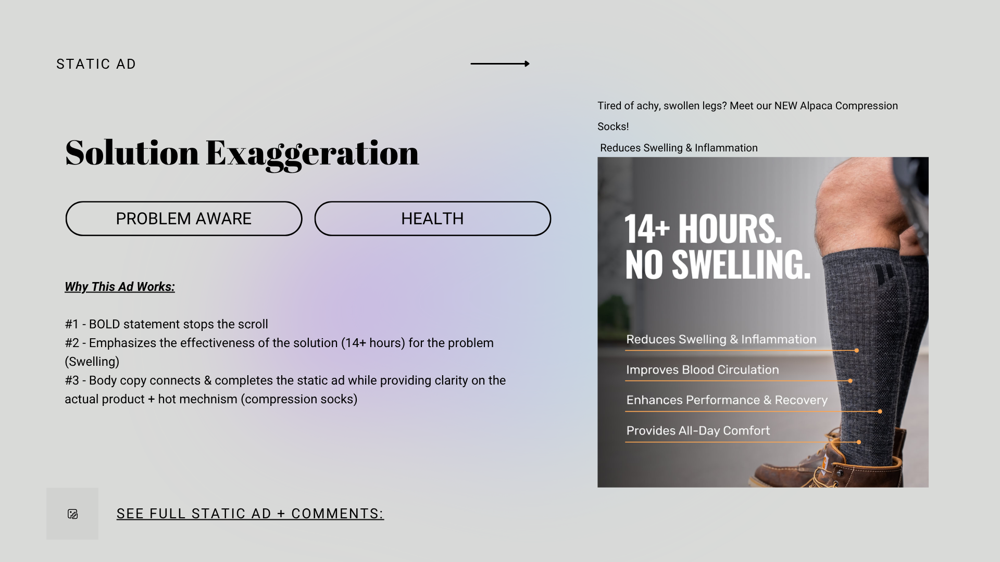 STATIC AD
Solution Exaggeration
PROBLEM AWARE
HEALTH
Why This Ad Works:
#1 - BOLD statement stops the scroll
#2 - Emphasizes the effectiveness of the solution (14+ hours) for the problem
(Swelling)
#3 - Body copy connects & completes the static ad while providing clarity on the
actual product + hot mechnism (compression socks)
SEE FULL STATIC AD + COMMENTS:
Tired of achy, swollen legs? Meet our NEW Alpaca Compression
Socks!
Reduces Swelling & Inflammation
14+ HOURS.
NO SWELLING.
Reduces Swelling & Inflammation
Improves Blood Circulation
Enhances Performance & Recovery
Provides All-Day Comfort